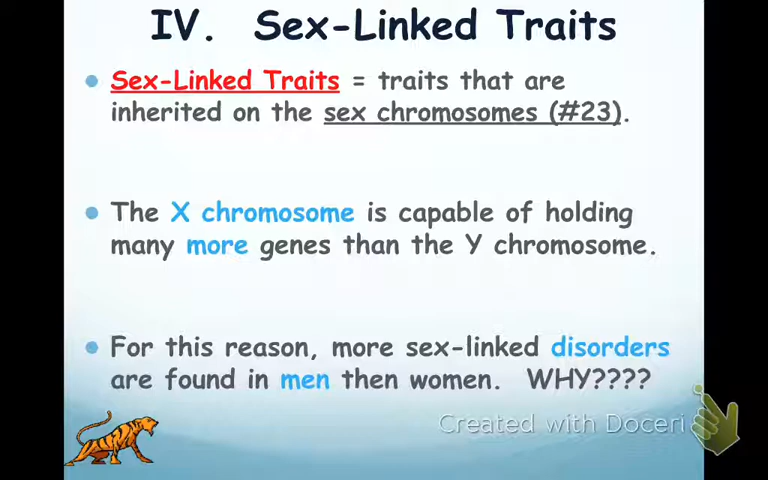 IV. Sex-Linked Traits
Sex-Linked Traits = traits that are
inherited on the sex chromosomes (#23).
The X chromosome is capable of holding
many more genes than the Y chromosome.
For this reason, more sex-linked disorders
are found in men then women. WHY????
Created with Doceri